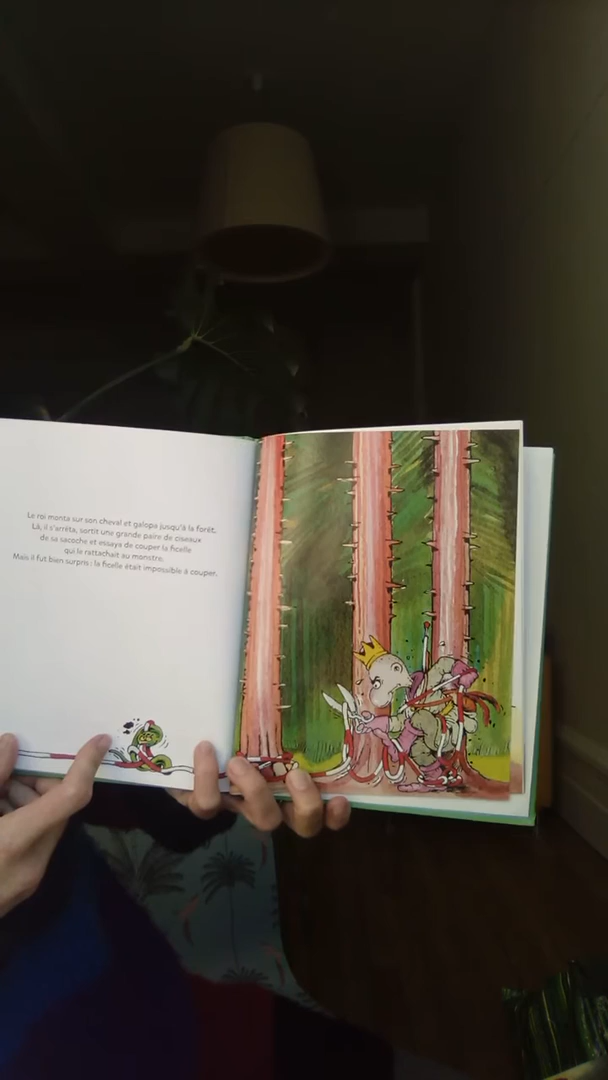 Le roi monta sur son cheval et galopa jusqu'à la forêt.
Là, il s'arrêta, sortit une grande paire de ciseaux
de sa sacoche et essaya de couper la ficelle
qui le rattachait au monstre.
Mais il fut bien surpris : la ficelle était impossible à couper.